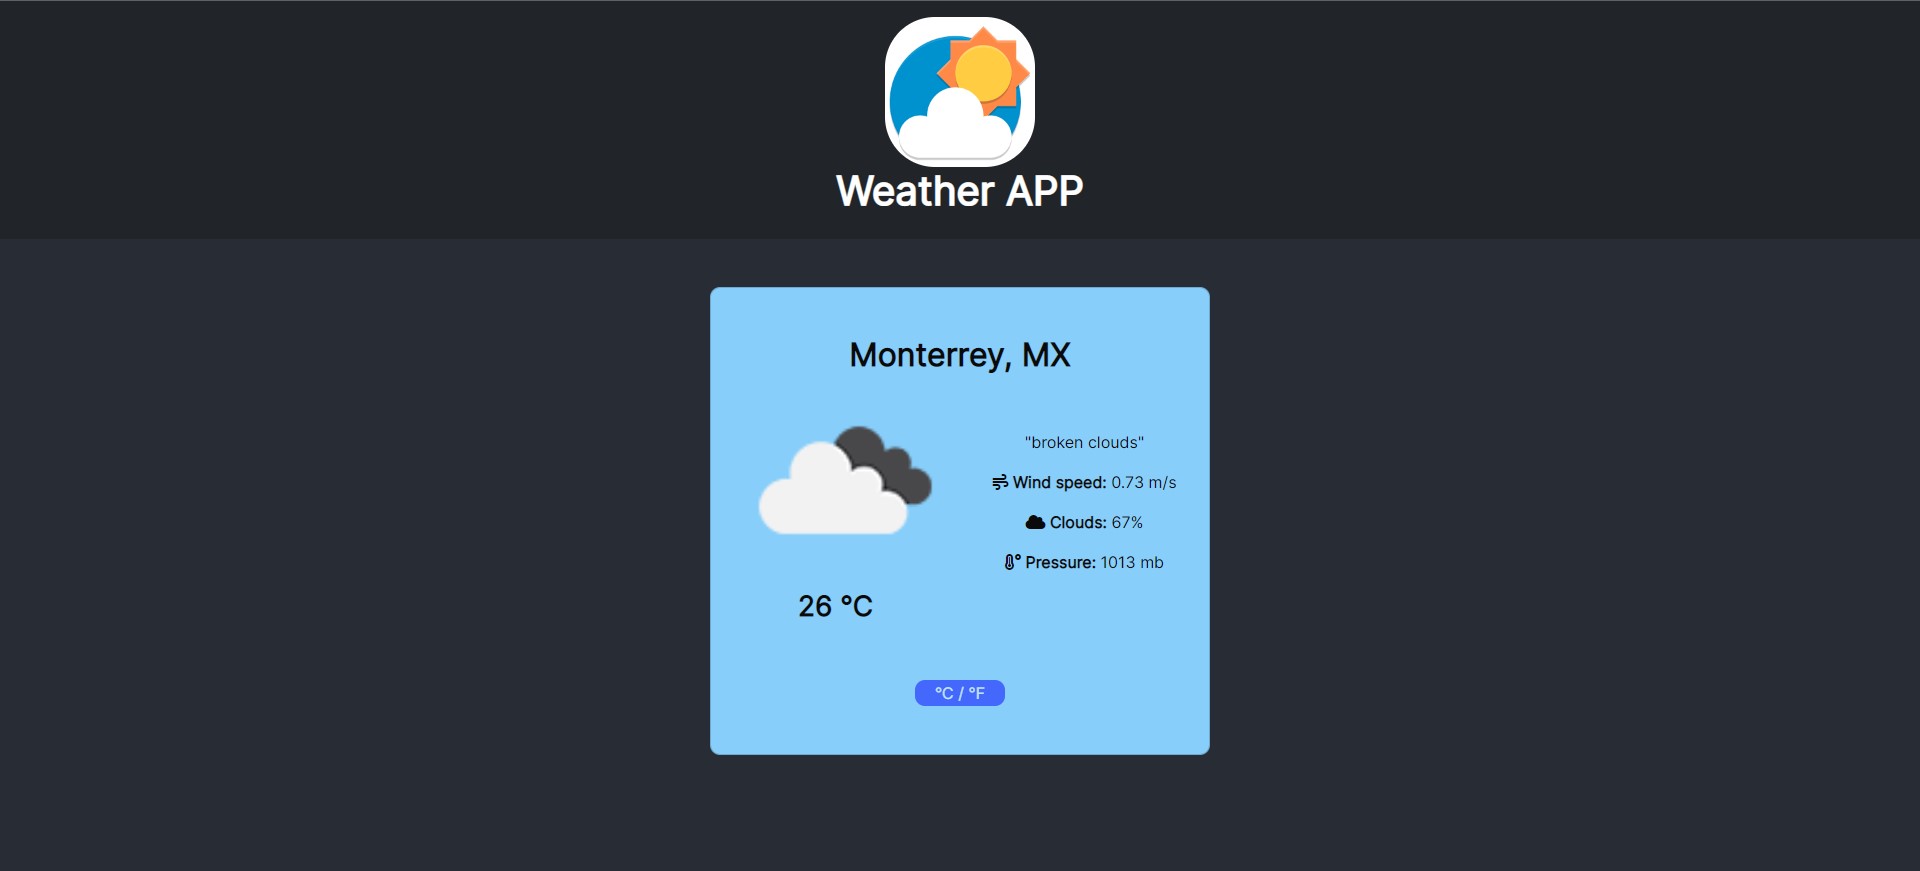 Weather APP
Monterrey, MX
"broken clouds"
Wind speed: 0.73 m/s
Clouds: 67%
Pressure: 1013 mb
26 °C
°C / °F